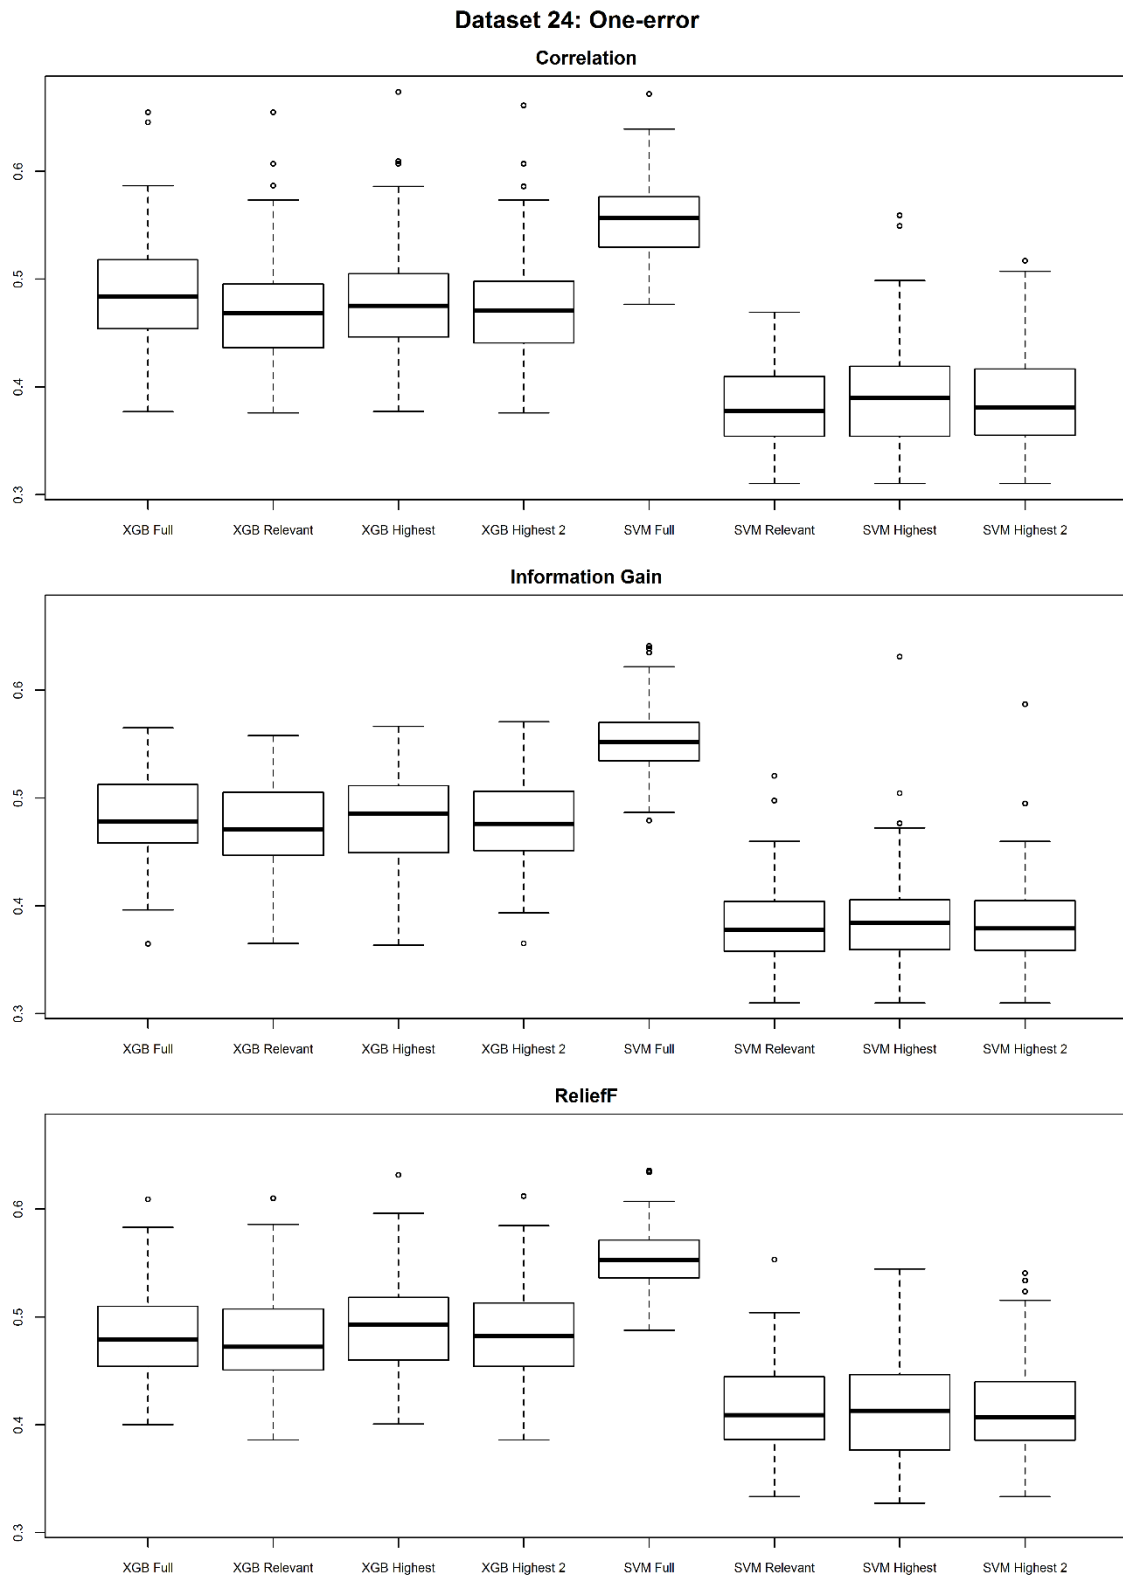 Dataset 24: One-error
Correlation
0.6
0.5
0.4
0.3
XGB Full XGB Relevant XGB Highest XGB Highest 2 SVM Full SVM Relevant SVM Highest SVM Highest 2
Information Gain
0.6
0.5
0.4
0.3
XGB Full XGB Relevant XGB Highest XGB Highest 2 SVM Full SVM Relevant SVM Highest SVM Highest 2
ReliefF
0.6
0.5
0.4
0.3
XGB Full XGB Relevant XGB Highest XGB Highest 2 SVM Full SVM Relevant SVM Highest SVM Highest 2